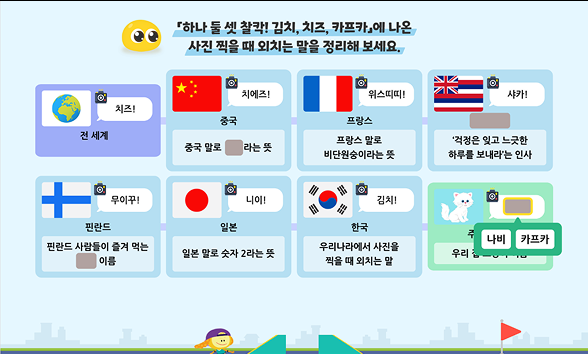 『하나 둘 셋 찰칵! 김치, 치즈, 카프카』에 나온
사진 찍을 때 외치는 말을 정리해 보세요.
치즈!
전 세계
치에즈!
중국
중국 말로 라는 뜻
위스띠띠!
프랑스
프랑스 말로
비단원숭이라는 뜻
샤카!
'걱정은 잊고 느긋한
하루를 보내라'는 인사
무이꾸!
핀란드
핀란드 사람들이 즐겨 먹는
이름
니이!
일본
일본 말로 숫자 2라는 뜻
김치!
한국
우리나라에서 사진을
찍을 때 외치는 말
나비 카프카
우리